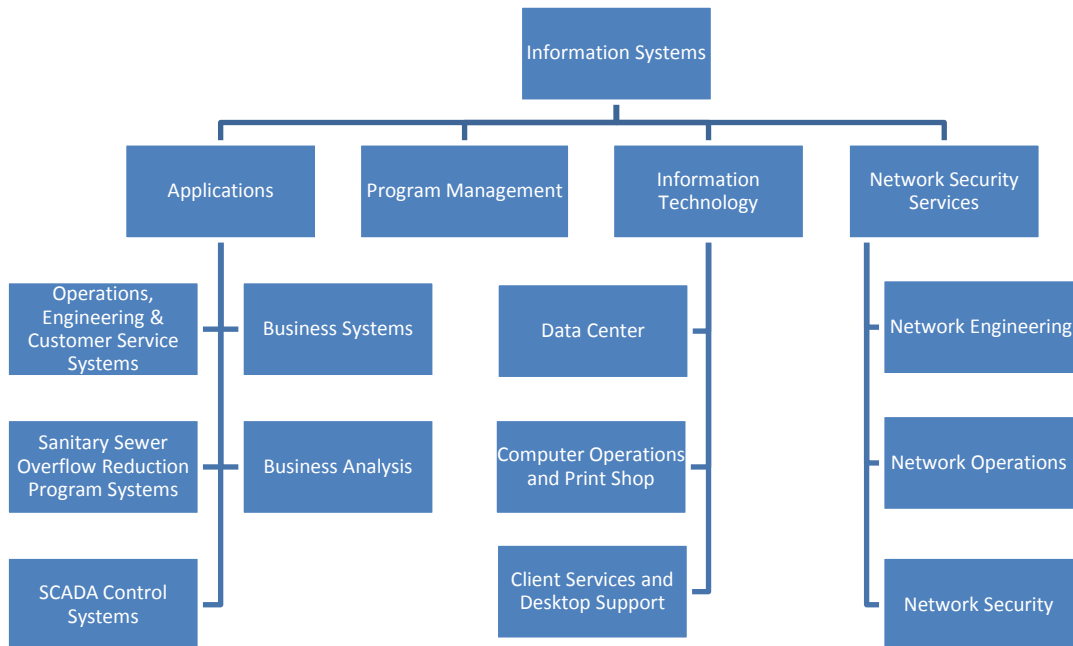 Information Systems
Applications
Program Management
Information
Technology
Network Security
Services
Operations,
Engineering &
Customer Service
Systems
Business Systems
Data Center
Network Engineering
Sanitary Sewer
Overflow Reduction
Program Systems
Business Analysis
Computer Operations
and Print Shop
Network Operations
SCADA Control
Systems
Client Services and
Desktop Support
Network Security